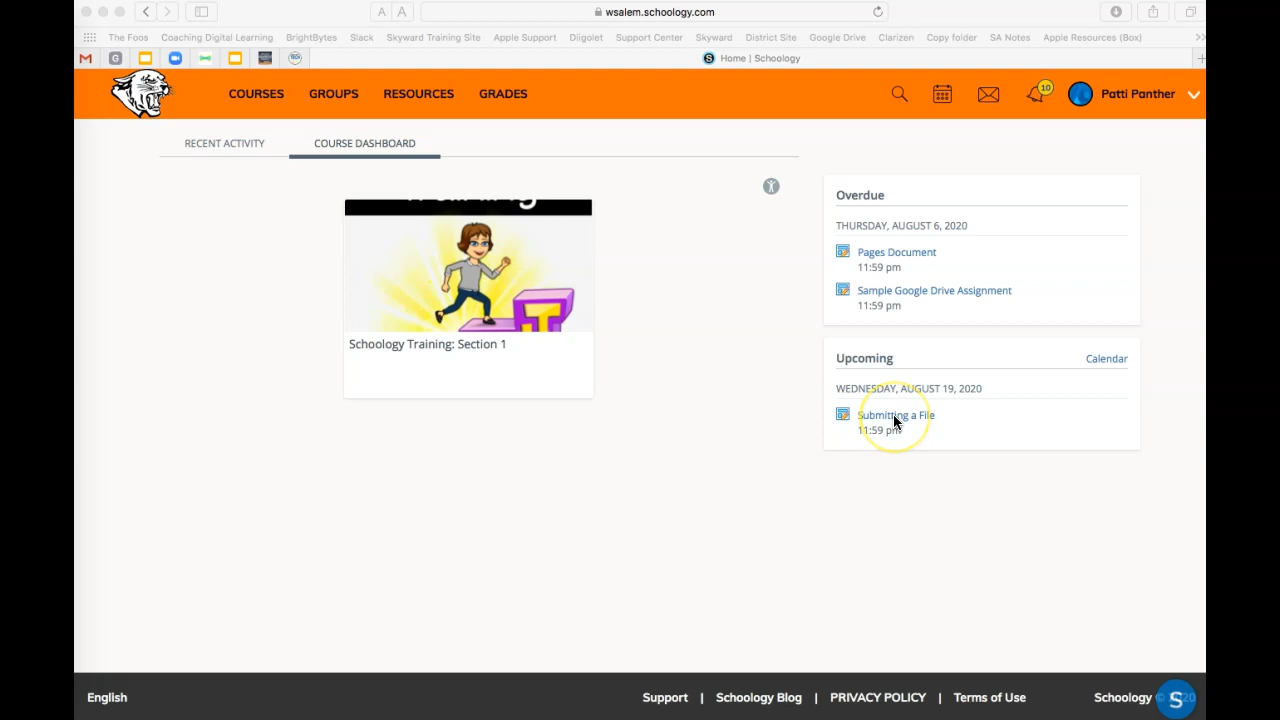 A A
wsalem.schoology.com
The Foos Coaching Digital Learning BrightBytes Slack Skyward Training Site Apple Support Diigolet Support Center Skyward District Site Google Drive Clarizen Copy folder SA Notes Apple Resources (Box) >>
G
S Home | Schoology
COURSES GROUPS RESOURCES GRADES
10
Patti Panther
RECENT ACTIVITY COURSE DASHBOARD
Schoology Training: Section 1
Overdue
THURSDAY, AUGUST 6, 2020
Pages Document
11:59 pm
Sample Google Drive Assignment
11:59 pm
Upcoming Calendar
WEDNESDAY, AUGUST 19, 2020
Submitting a File
11:59 pm
English
Support | Schoology Blog | PRIVACY POLICY | Terms of Use
Schoology ©
S